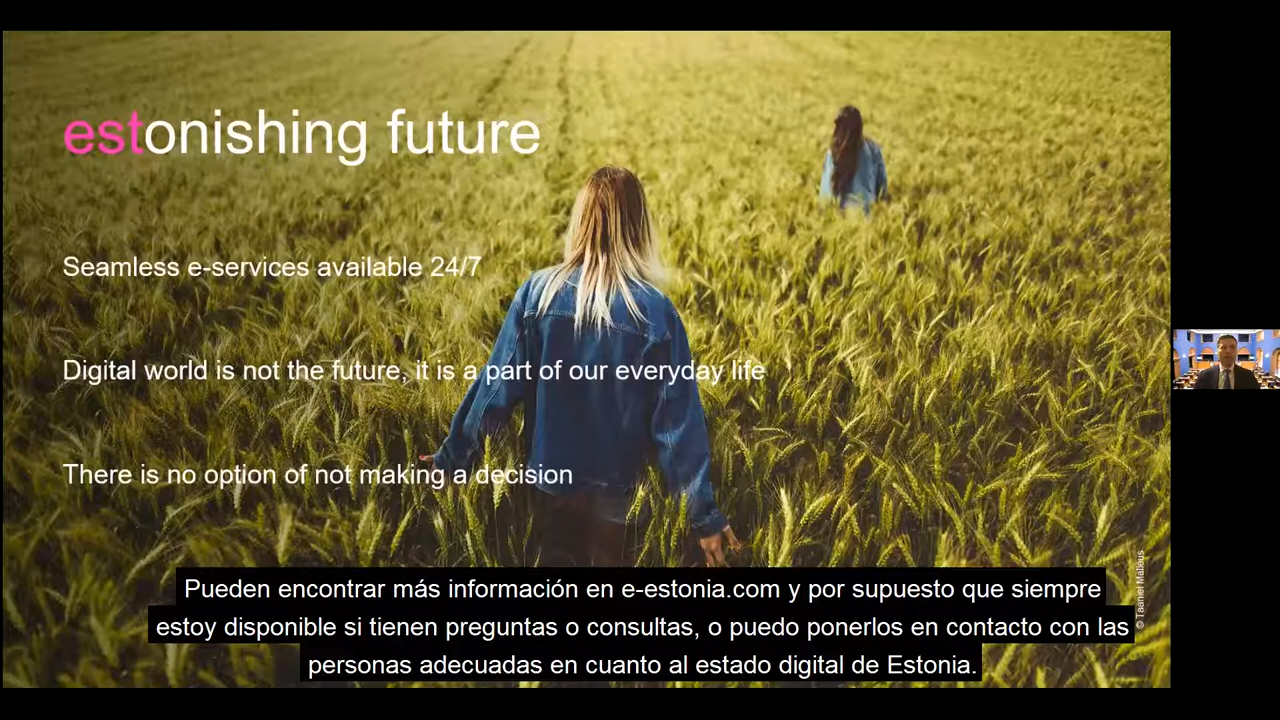 estonishing future
Seamless e-services available 24/7
Digital world is not the future, it is a part of our everyday life
There is no option of not making a decision
© Taaniel Malleus
Pueden encontrar más información en e-estonia.com y por supuesto que siempre
estoy disponible si tienen preguntas o consultas, o puedo ponerlos en contacto con las
personas adecuadas en cuanto al estado digital de Estonia.